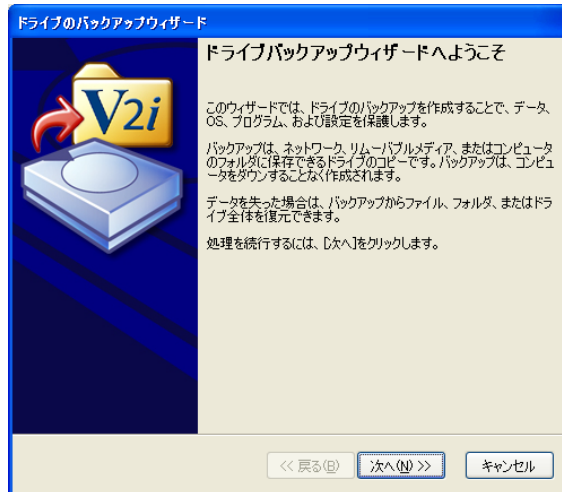 ドライブのバックアップウィザード
ドライブバックアップウィザードへようこそ
V2i
このウィザードでは、ドライブのバックアップを作成することで、データ、
OS、プログラム、および設定を保護します。
バックアップは、ネットワーク、リムーバブルメディア、またはコンピュータ
のフォルダに保存できるドライブのコピーです。バックアップは、コンピュ
ータをダウンすることなく作成されます。
データを失った場合は、バックアップからファイル、フォルダ、またはドラ
イブ全体を復元できます。
処理を続行するには、[次へ]をクリックします。
<< 戻る(B)
次へ(N) >>
キャンセル